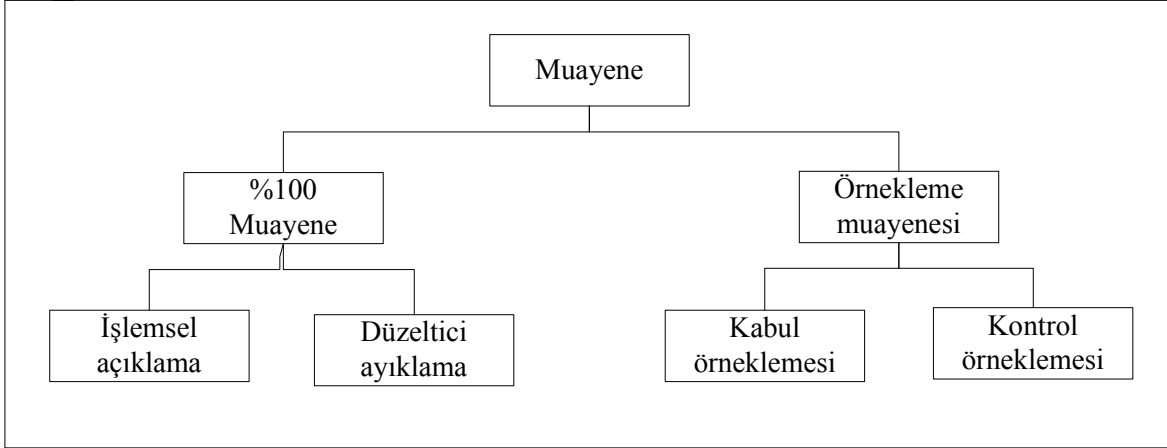 Muayene
%100
Muayene
Örnekleme
muayenesi
İşlemsel
açıklama
Düzeltici
ayıklama
Kabul
örneklemesi
Kontrol
örneklemesi